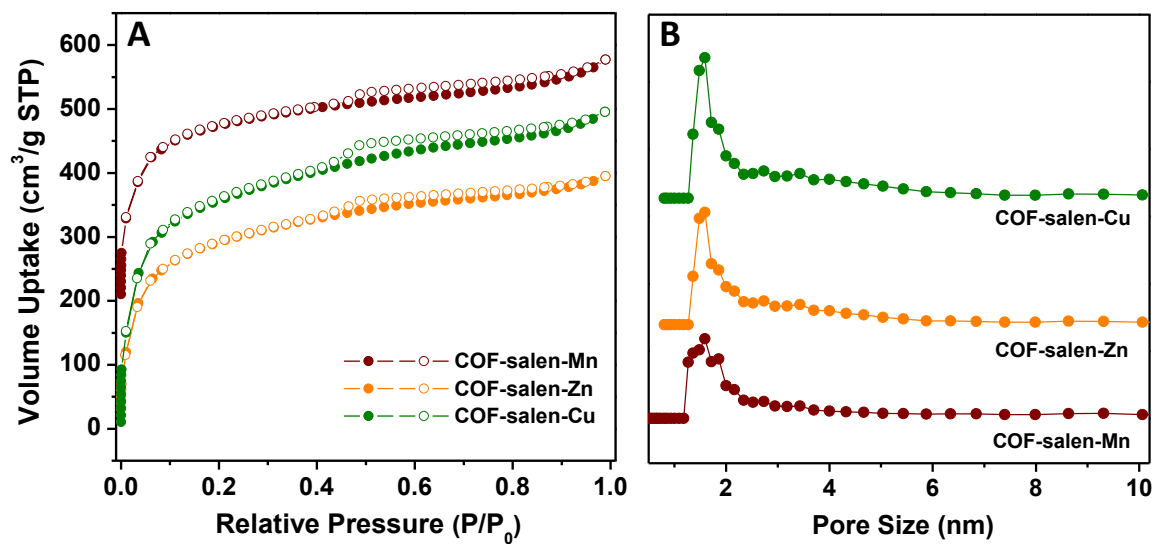 A
Volume Uptake (cm³/g STP)
600
500
400
300
200
100
0
COF-salen-Mn
COF-salen-Zn
COF-salen-Cu
0.0 0.2 0.4 0.6 0.8 1.0
Relative Pressure (P/P₀)
B
COF-salen-Cu
COF-salen-Zn
COF-salen-Mn
2 4 6 8 10
Pore Size (nm)